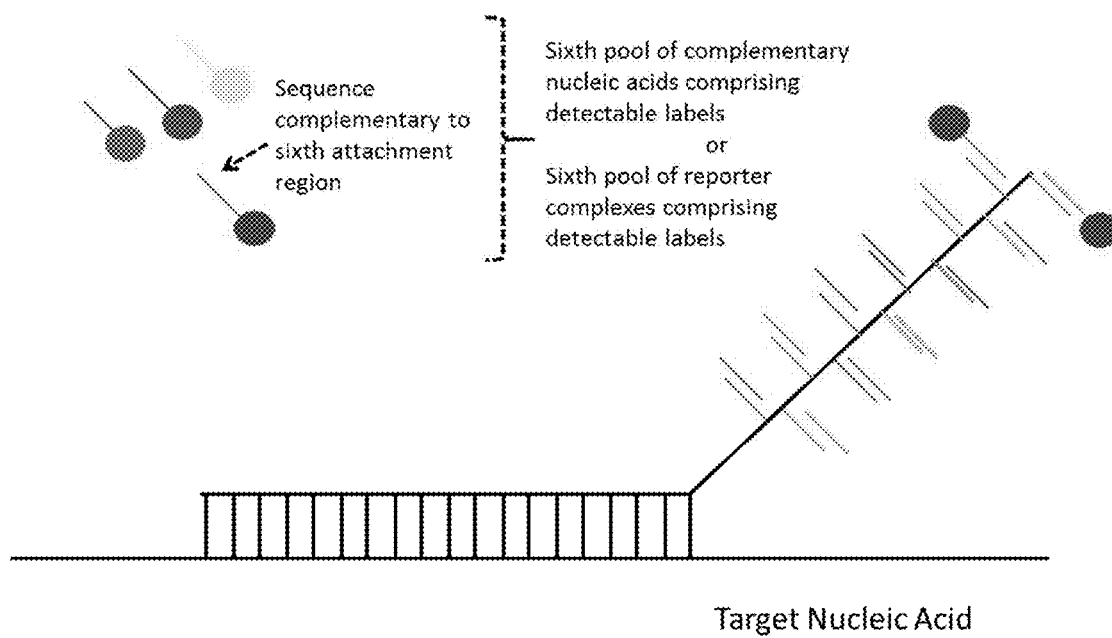 Sequence
complementary to
sixth attachment
region
Sixth pool of complementary
nucleic acids comprising
detectable labels
or
Sixth pool of reporter
complexes comprising
detectable labels
Target Nucleic Acid